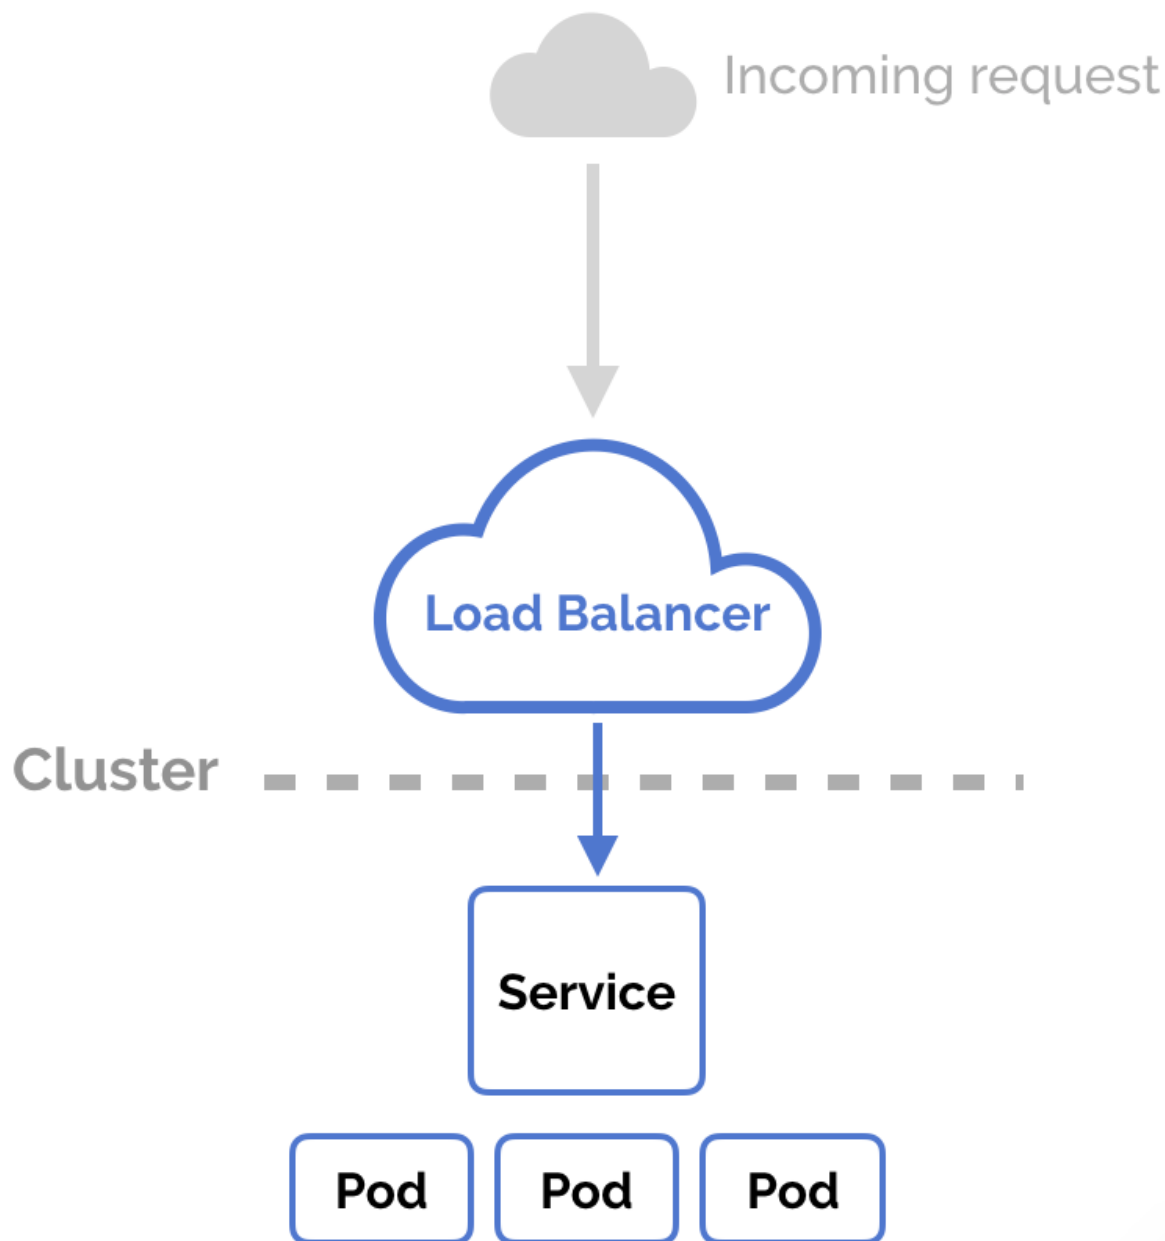 Incoming request
Load Balancer
Cluster
Service
Pod Pod Pod